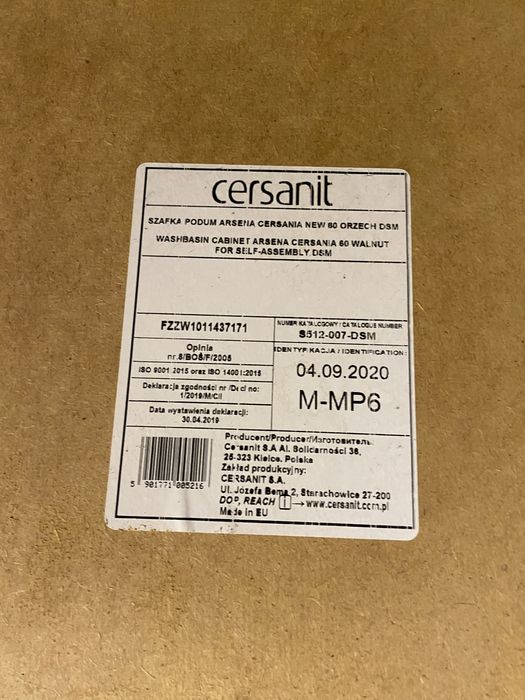 cersanit
SZAFKA PODUM ARSENA CERSANIA NEW 60 ORZECH DSM
WASHBASIN CABINET ARSENA CERSANIA 60 WALNUT
FOR SELF-ASSEMBLY DSM
FZZW1011437171
NUMER KATALOGOWY / CATALOGUE NUMBER
S512-007-DSM
Opinia
nr.8/BOŚ/F/2005
ISO 9001:2015 oraz ISO 14001:2015
Deklaracja zgodności nr /Decl no:
1/2019/M/C/I
Data wystawienia deklaracji:
30.04.2019
IDENTYFIKACJA / IDENTIFICATION:
04.09.2020
M-MP6
5 901771 005216
Producent/Producer/Изготовитель:
Cersanit S.A Al. Solidarności 36,
25-323 Kielce, Polska
Zakład produkcyjny:
CERSANIT S.A.
Ul. Józefa Bema 2, Starachowice 27-200
DOP, REACH i → www.cersanit.com.pl
Made in EU